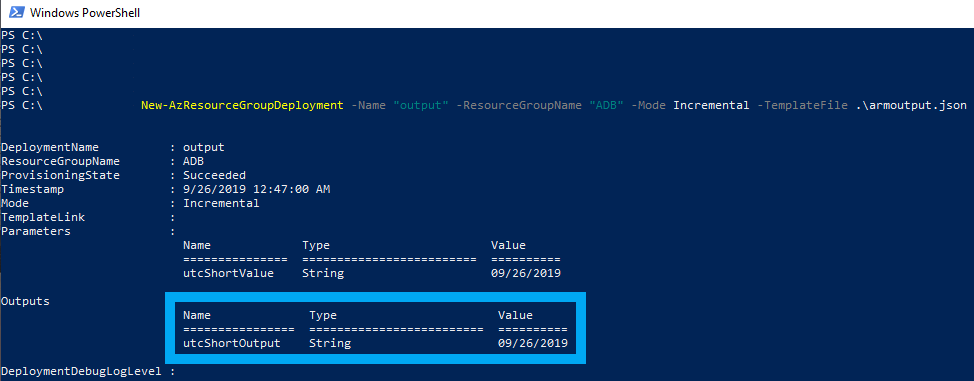 Windows PowerShell
PS C:\
PS C:\
PS C:\
PS C:\
PS C:\
PS C:\ New-AzResourceGroupDeployment -Name "output" -ResourceGroupName "ADB" -Mode Incremental -TemplateFile .\armoutput.json
DeploymentName : output
ResourceGroupName : ADB
ProvisioningState : Succeeded
Timestamp : 9/26/2019 12:47:00 AM
Mode : Incremental
TemplateLink :
Parameters :
Name Type Value
=============== ========================= ==========
utcShortValue String 09/26/2019
Outputs
Name Type Value
================ ========================= ==========
utcShortOutput String 09/26/2019
DeploymentDebugLogLevel :